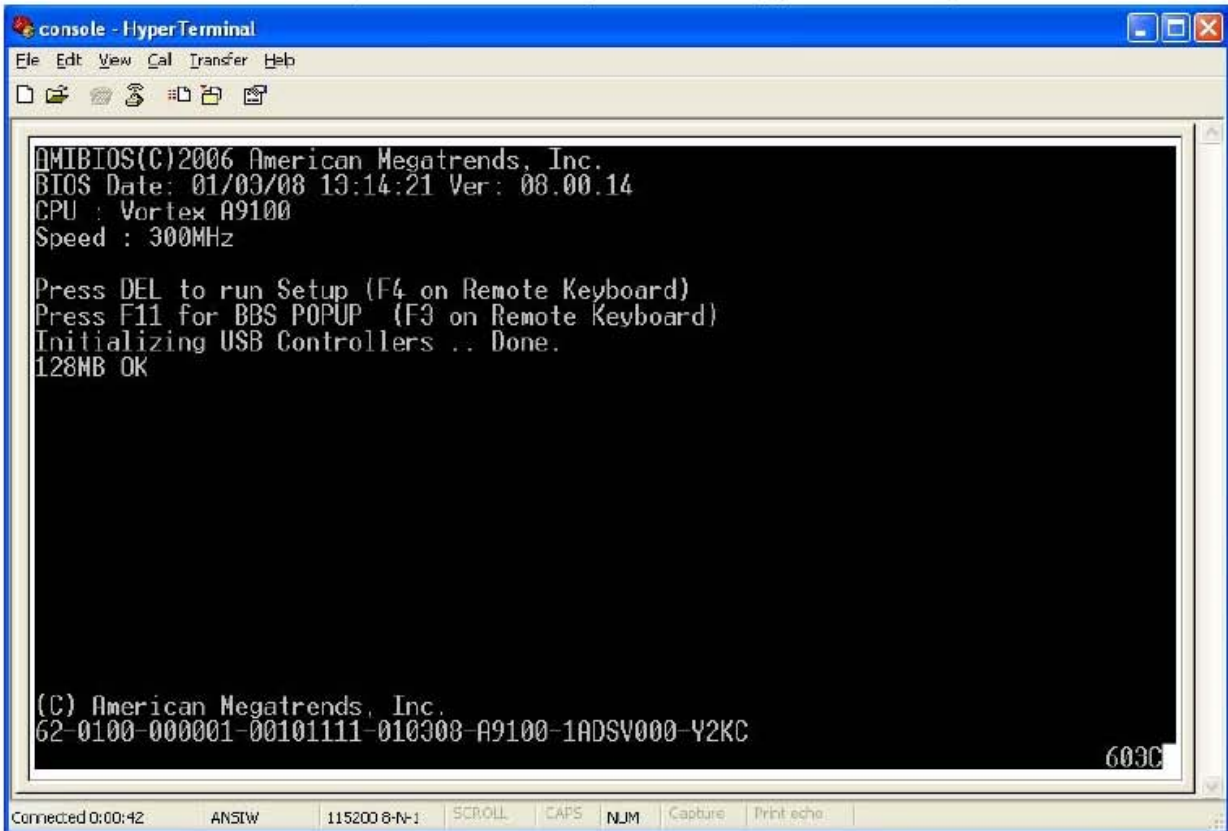 console - HyperTerminal
File Edit View Call Transfer Help
AMIBIOS(C)2006 American Megatrends, Inc.
BIOS Date: 01/03/08 13:14:21 Ver: 08.00.14
CPU : Vortex A9100
Speed : 300MHz
Press DEL to run Setup (F4 on Remote Keyboard)
Press F11 for BBS POPUP (F3 on Remote Keyboard)
Initializing USB Controllers .. Done.
128MB OK
(C) American Megatrends, Inc.
62-0100-000001-00101111-010308-A9100-1ADSV000-Y2KC
603C
Connected 0:00:42 ANSIW 115200 8-N-1 SCROLL CAPS NUM Capture Print echo